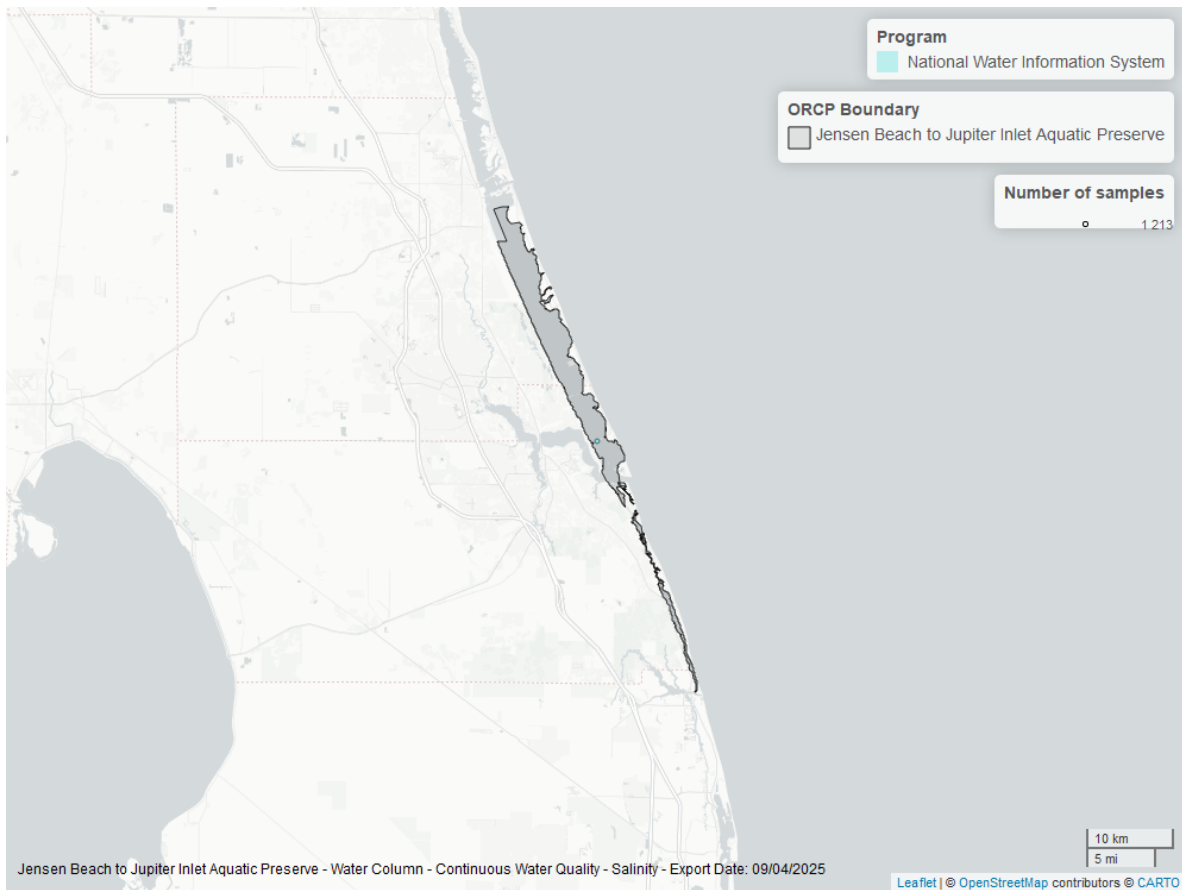 Program
National Water Information System
ORCP Boundary
Jensen Beach to Jupiter Inlet Aquatic Preserve
Number of samples
1 213
10 km
5 mi
Jensen Beach to Jupiter Inlet Aquatic Preserve - Water Column - Continuous Water Quality - Salinity - Export Date: 09/04/2025
Leaflet | © OpenStreetMap contributors © CARTO